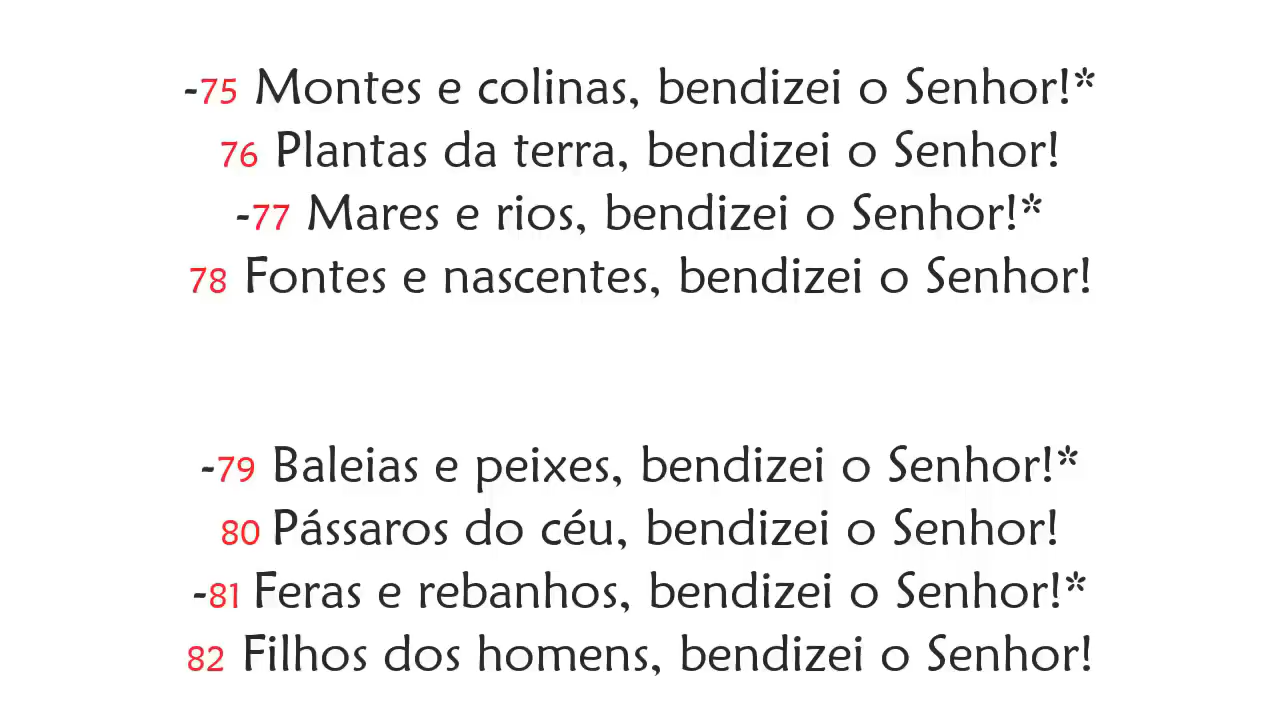 -75 Montes e colinas, bendizei o Senhor!*
76 Plantas da terra, bendizei o Senhor!
-77 Mares e rios, bendizei o Senhor!*
78 Fontes e nascentes, bendizei o Senhor!
-79 Baleias e peixes, bendizei o Senhor!*
80 Pássaros do céu, bendizei o Senhor!
-81 Feras e rebanhos, bendizei o Senhor!*
82 Filhos dos homens, bendizei o Senhor!